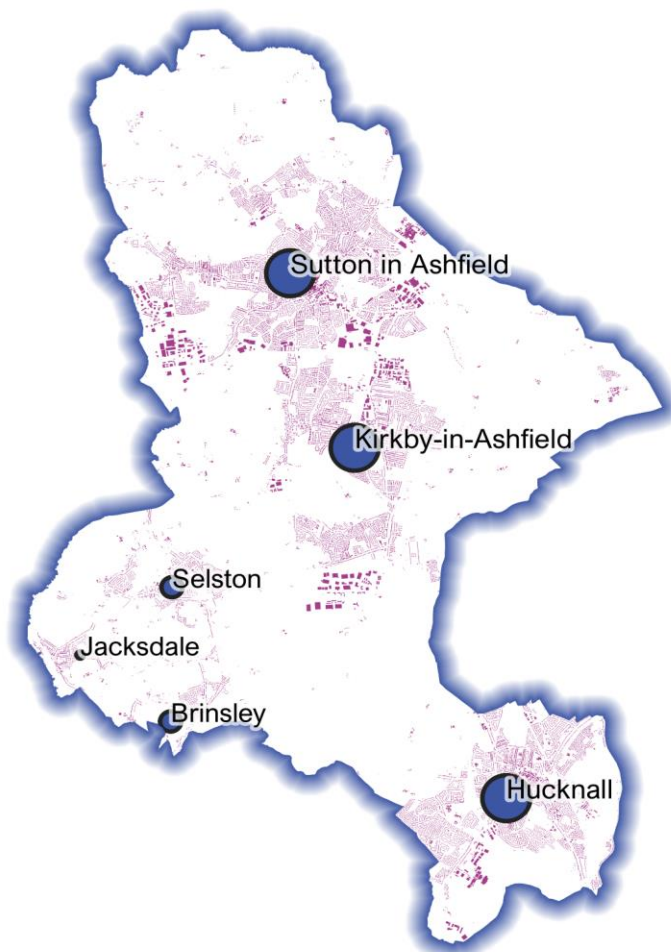 Sutton in Ashfield
Kirkby-in-Ashfield
Selston
Jacksdale
Brinsley
Hucknall